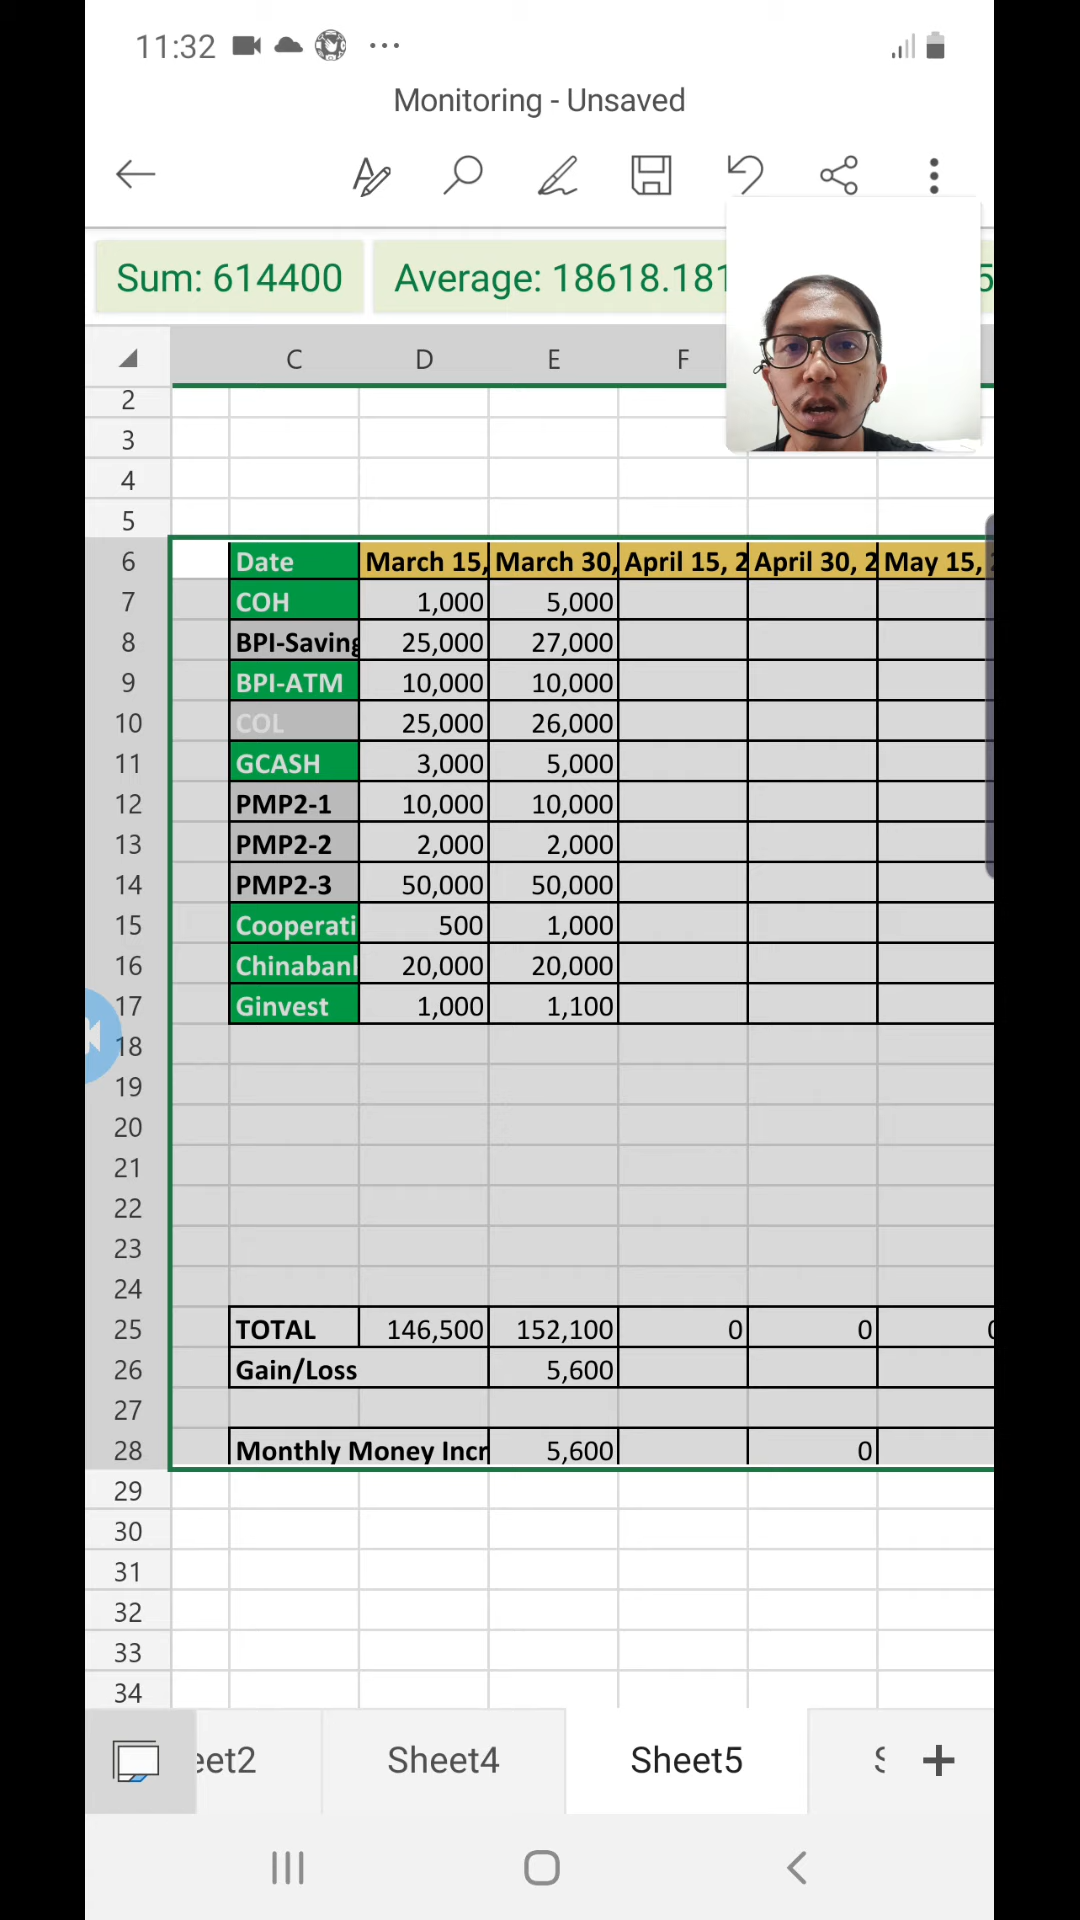 11:32
Monitoring - Unsaved
Sum: 614400 Average: 18618.181 5
C D E F
2
3
4
5
6 Date March 15, March 30, April 15, 2 April 30, 2 May 15,
7 COH 1,000 5,000
8 BPI-Saving 25,000 27,000
9 BPI-ATM 10,000 10,000
10 COL 25,000 26,000
11 GCASH 3,000 5,000
12 PMP2-1 10,000 10,000
13 PMP2-2 2,000 2,000
14 PMP2-3 50,000 50,000
15 Cooperati 500 1,000
16 Chinabank 20,000 20,000
17 Ginvest 1,000 1,100
18
19
20
21
22
23
24
25 TOTAL 146,500 152,100 0 0 0
26 Gain/Loss 5,600
27
28 Monthly Money Incr 5,600 0
29
30
31
32
33
34
eet2 Sheet4 Sheet5 S +